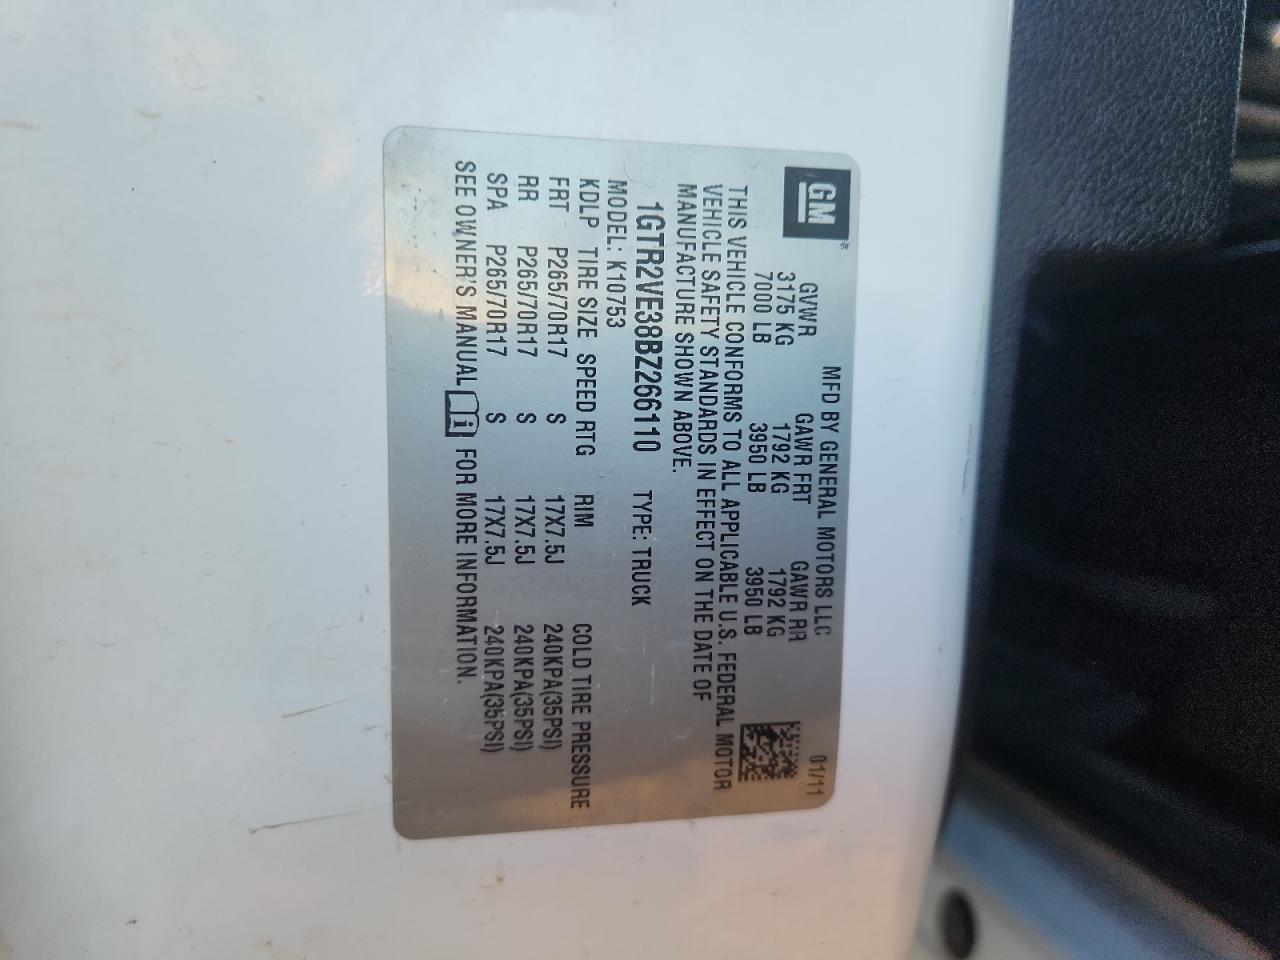 GM
MFD BY GENERAL MOTORS LLC 01/11
GVWR GAWR FRT GAWR RR
3175 KG 1792 KG 1792 KG
7000 LB 3950 LB 3950 LB
THIS VEHICLE CONFORMS TO ALL APPLICABLE U.S. FEDERAL MOTOR
VEHICLE SAFETY STANDARDS IN EFFECT ON THE DATE OF
MANUFACTURE SHOWN ABOVE.
1GTR2VE38BZ266110 TYPE: TRUCK
MODEL: K10753
KDLP TIRE SIZE SPEED RTG RIM COLD TIRE PRESSURE
FRT P265/70R17 S 17X7.5J 240KPA(35PSI)
RR P265/70R17 S 17X7.5J 240KPA(35PSI)
SPA P265/70R17 S 17X7.5J 240KPA(35PSI)
SEE OWNER'S MANUAL i FOR MORE INFORMATION.